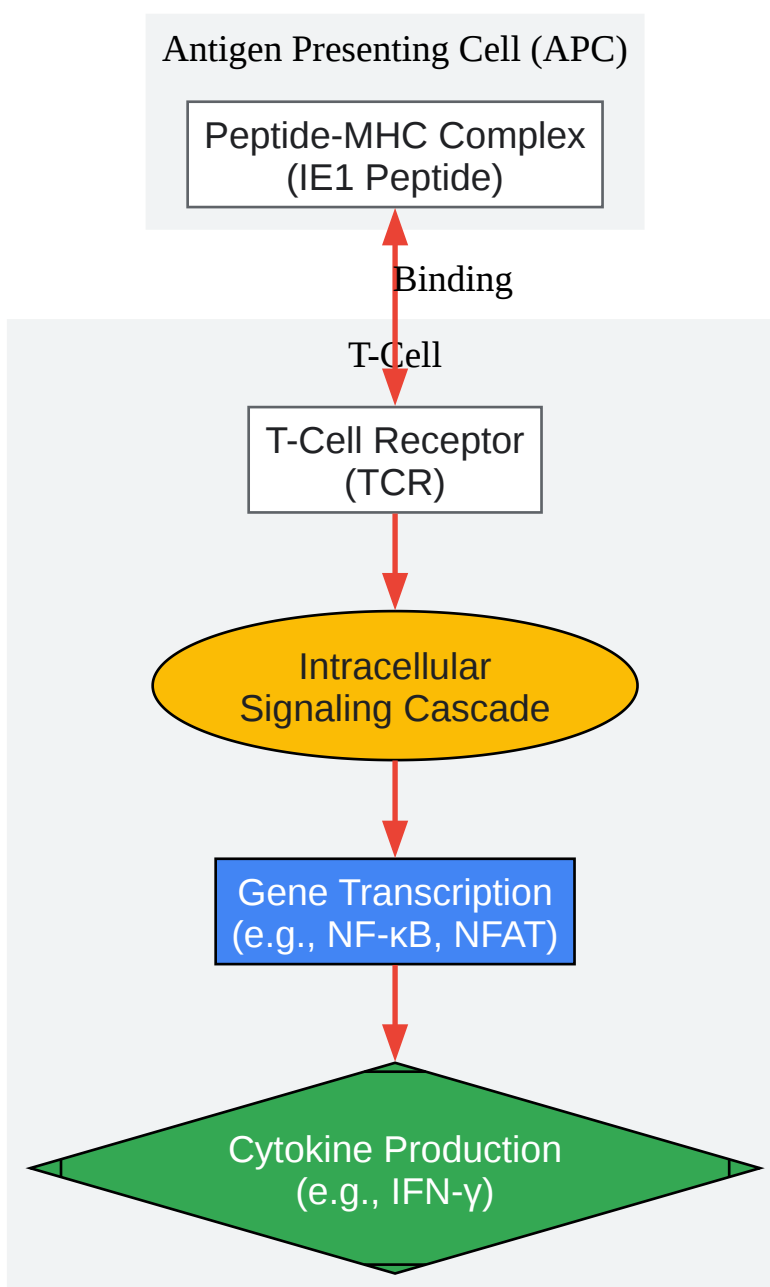 Antigen Presenting Cell (APC)
Peptide-MHC Complex
(IE1 Peptide)
Binding
T-Cell
T-Cell Receptor
(TCR)
Intracellular
Signaling Cascade
Gene Transcription
(e.g., NF-κB, NFAT)
Cytokine Production
(e.g., IFN-γ)